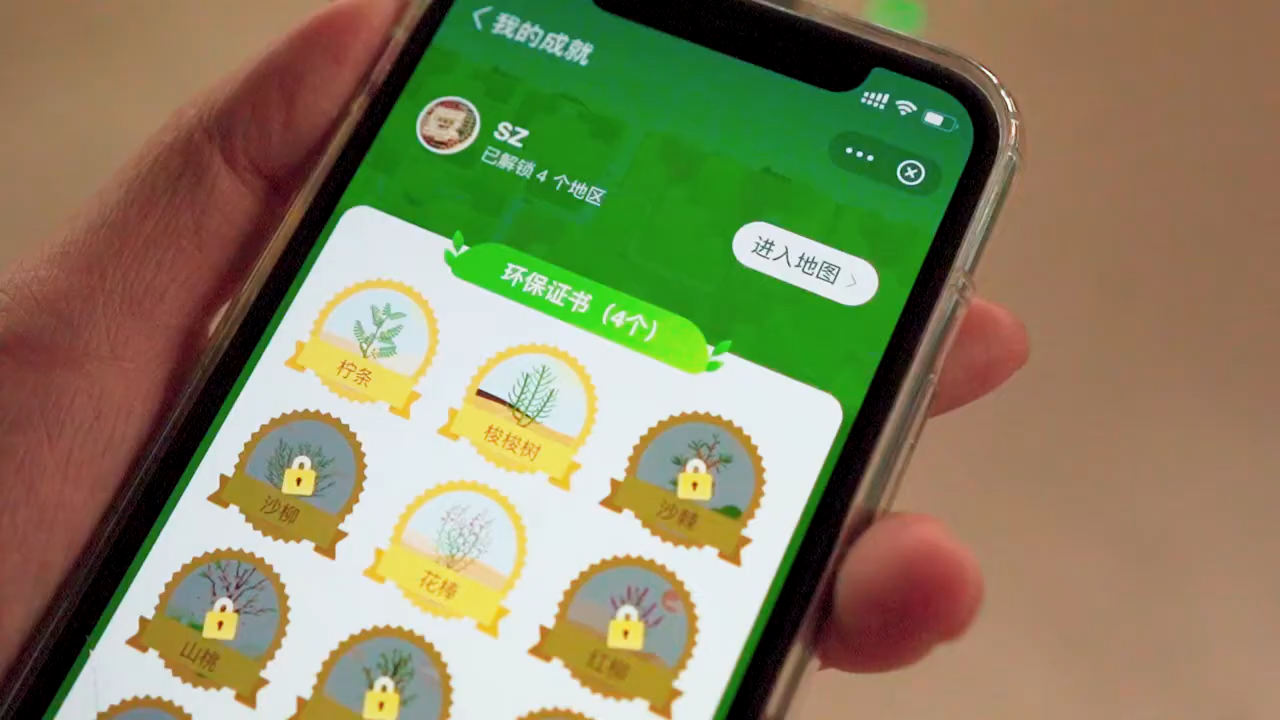 我的成就
SZ
已解锁 4 个地区
进入地图
环保证书（4个）
柠条
梭梭树
沙棘
沙柳
花棒
红柳
山桃